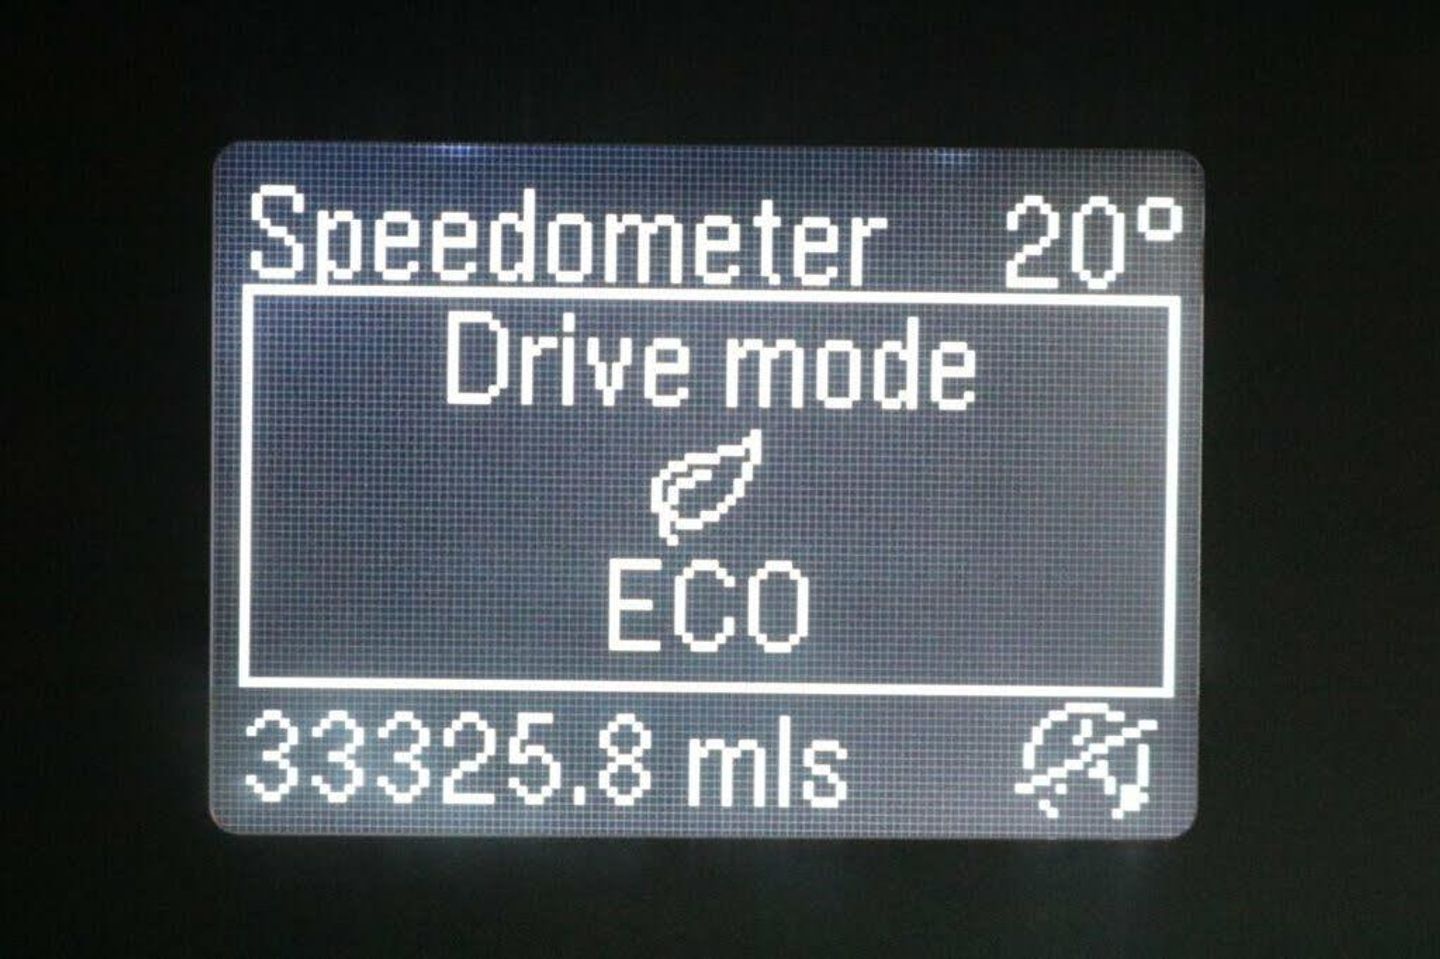 Speedometer 20°
Drive mode
ECO
33325.8 mls